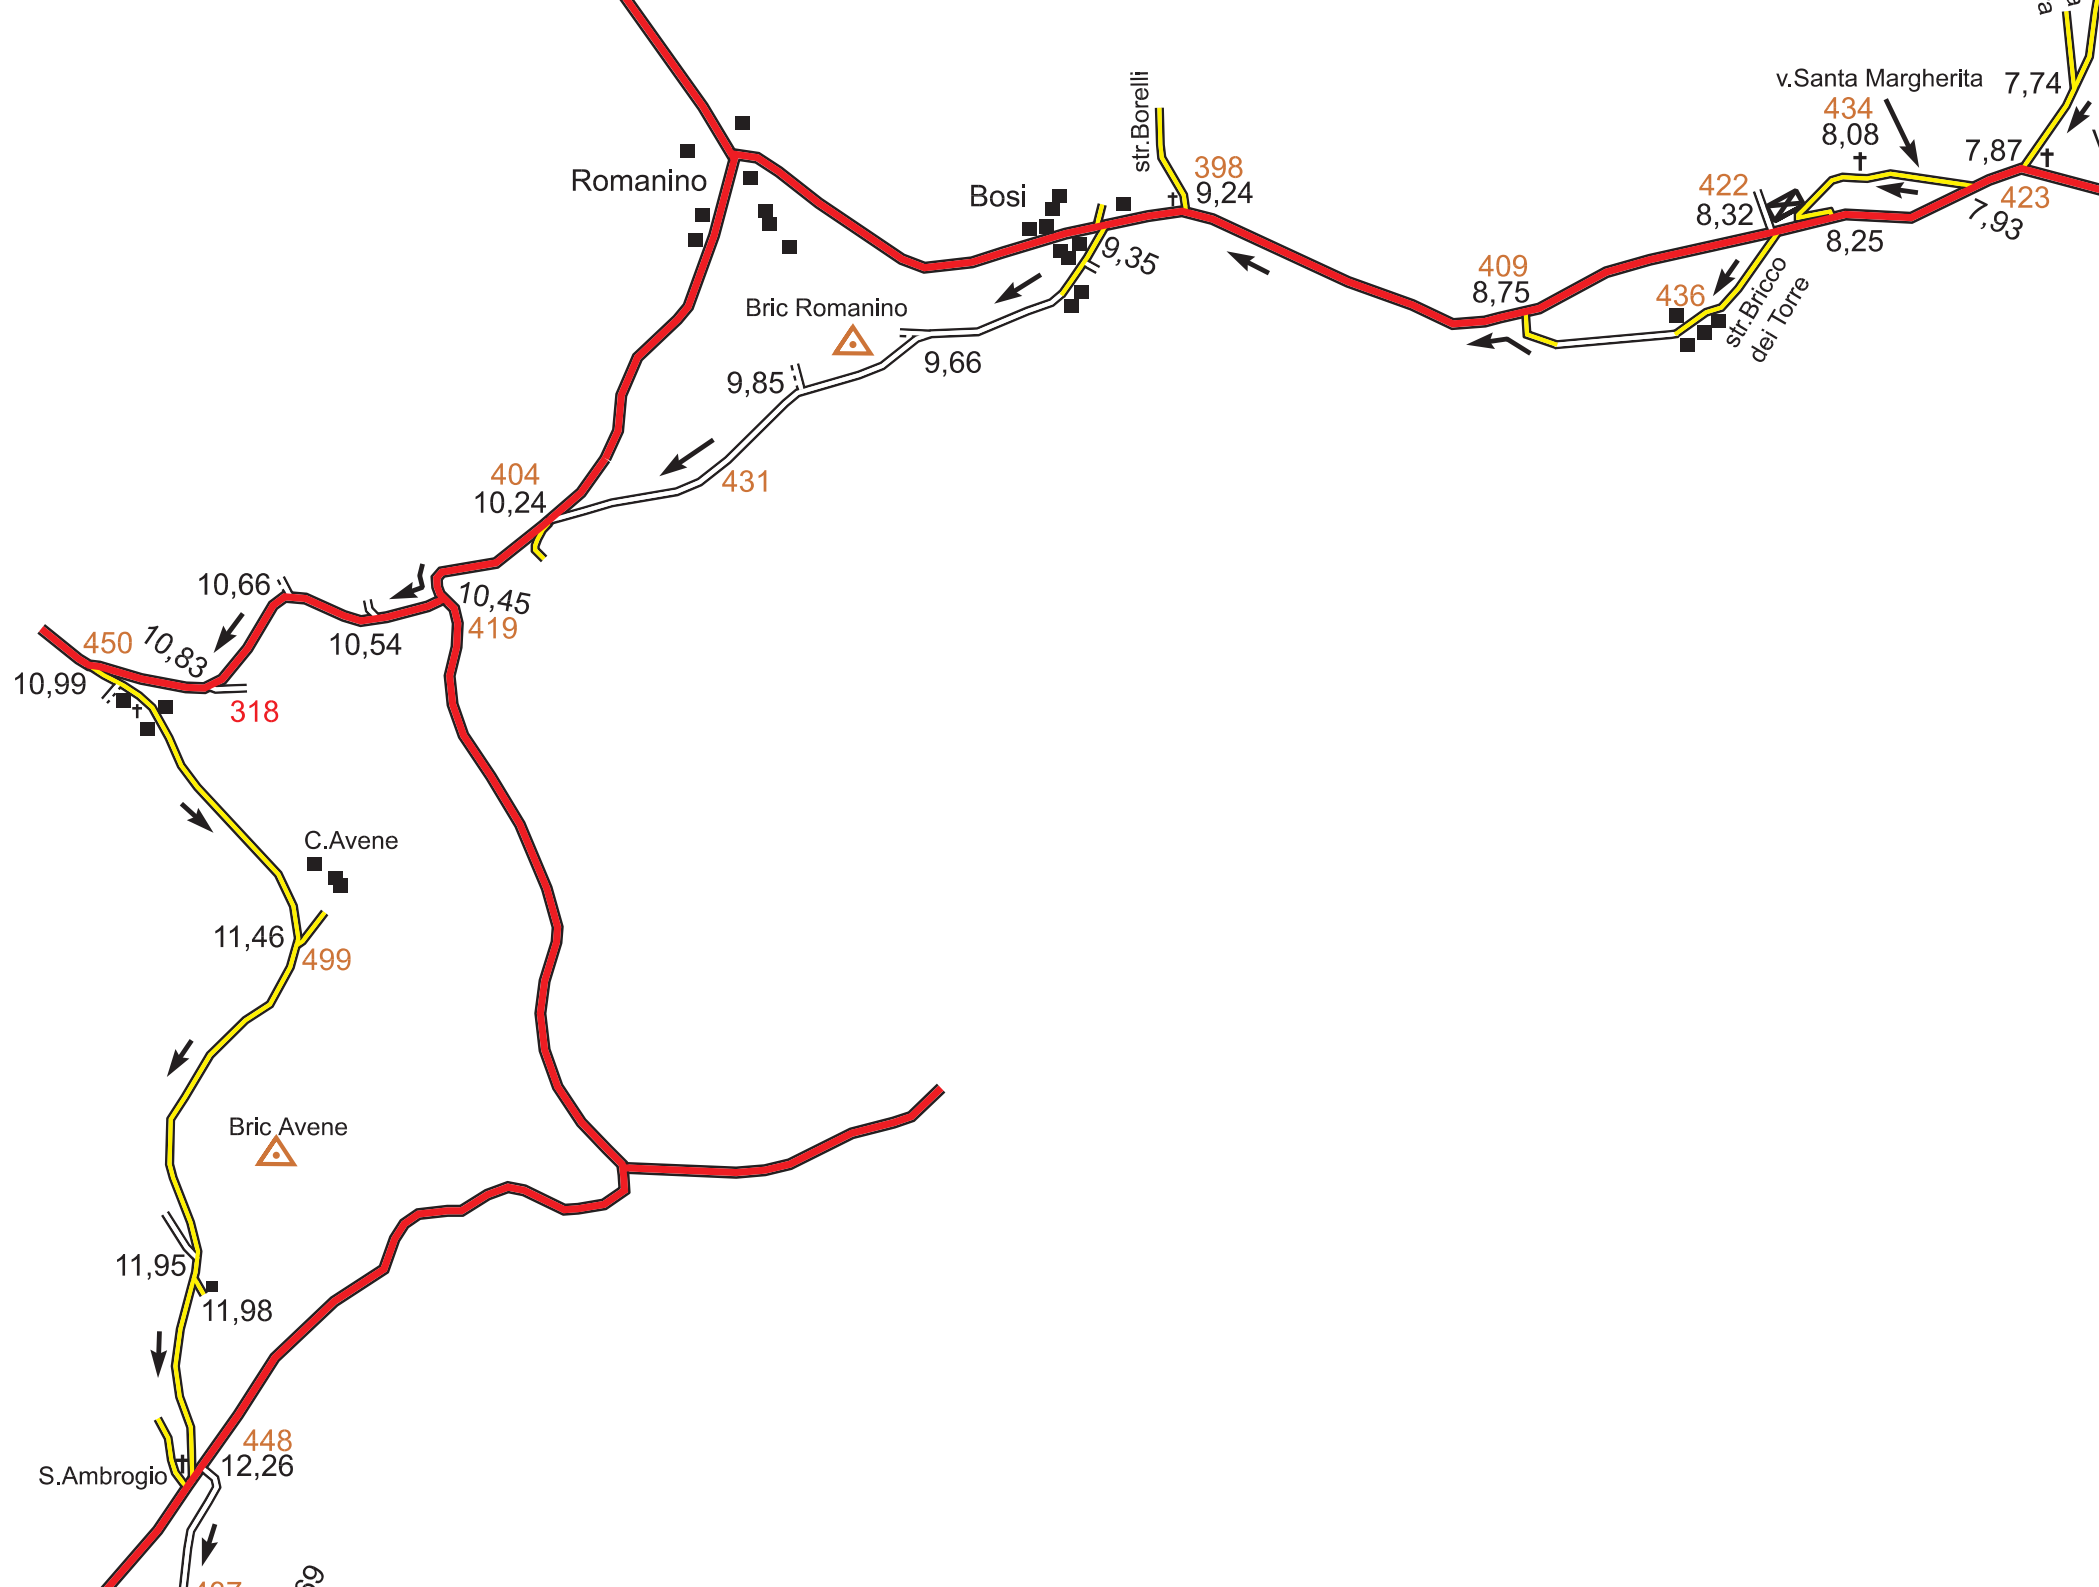 a
a
v.Santa Margherita
7,74
434
8,08
str.Borelli
7,87
Romanino
398
9,24
Bosi
422
8,32
423
7,93
8,25
9,35
409
8,75
436
str.Bricco
dei Torre
Bric Romanino
9,66
9,85
431
404
10,24
10,66
10,45
419
10,54
450
10,83
10,99
318
C.Avene
11,46
499
Bric Avene
11,95
11,98
448
12,26
S.Ambrogio